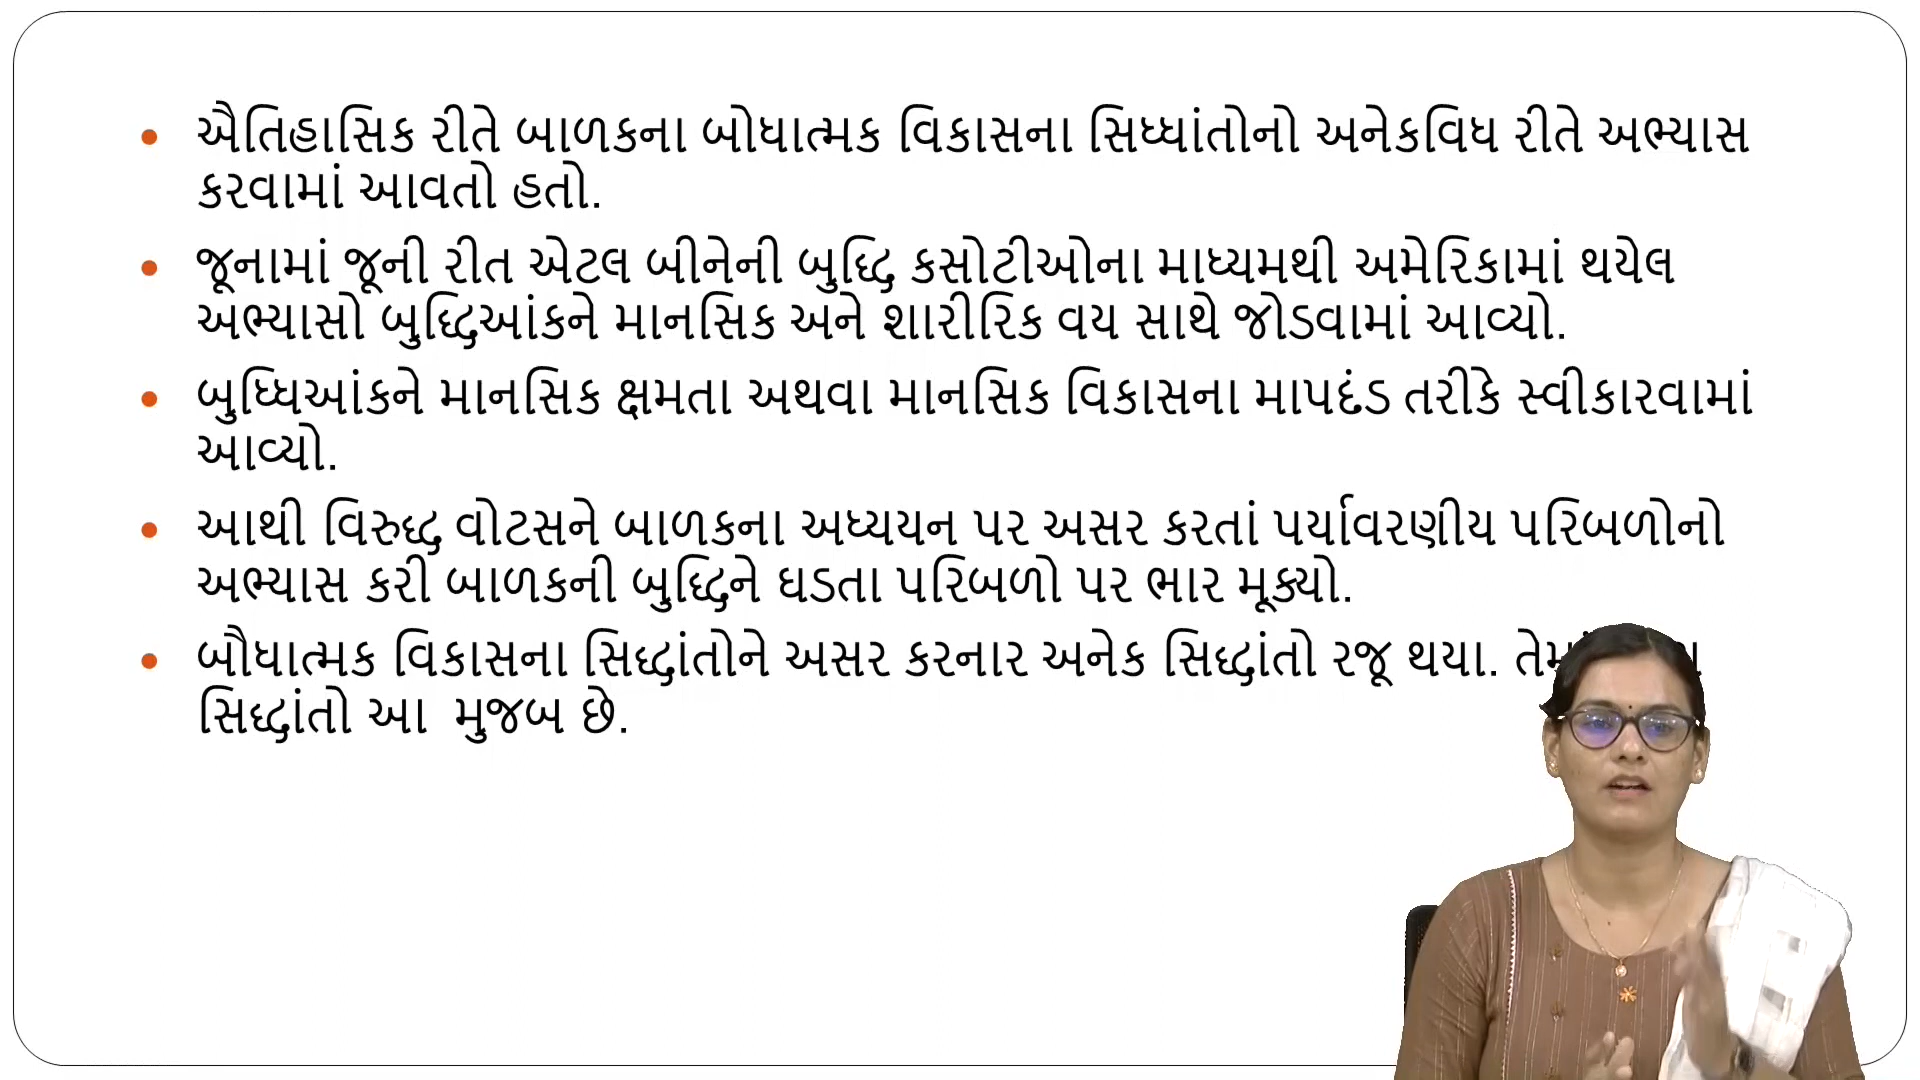 ઐતિહાસિક રીતે બાળકના બોધાત્મક વિકાસના સિધ્ધાંતોનો અનેકવિધ રીતે અભ્યાસ
કરવામાં આવતો હતો.
જૂનામાં જૂની રીત એટલ બીનેની બુદ્ધિ કસોટીઓના માધ્યમથી અમેરિકામાં થયેલ
અભ્યાસો બુદ્ધિઆંકને માનસિક અને શારીરિક વય સાથે જોડવામાં આવ્યો.
બુધ્ધિઆંકને માનસિક ક્ષમતા અથવા માનસિક વિકાસના માપદંડ તરીકે સ્વીકારવામાં
આવ્યો.
આથી વિરુદ્ધ વોટસને બાળકના અધ્યયન પર અસર કરતાં પર્યાવરણીય પરિબળોનો
અભ્યાસ કરી બાળકની બુદ્ધિને ઘડતા પરિબળો પર ભાર મૂક્યો.
બૌધાત્મક વિકાસના સિદ્ધાંતોને અસર કરનાર અનેક સિદ્ધાંતો રજૂ થયા.
સિદ્ધાંતો આ મુજબ છે.